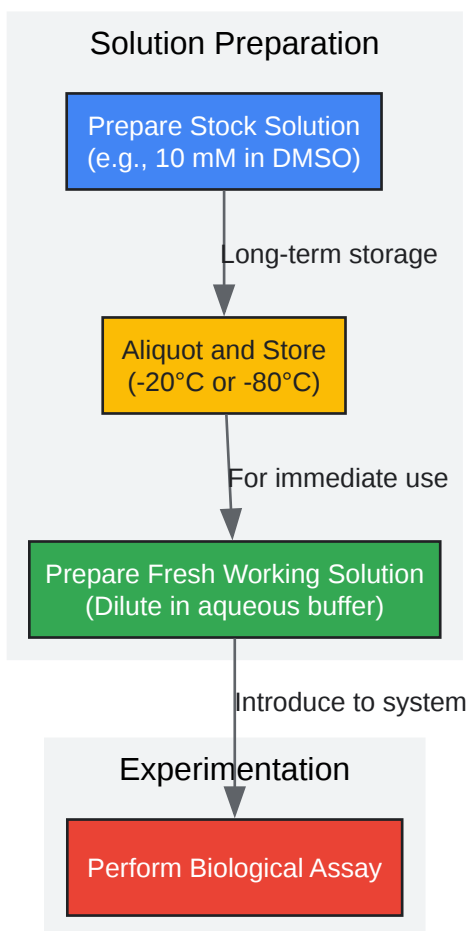 Solution Preparation
Prepare Stock Solution
(e.g., 10 mM in DMSO)
Long-term storage
Aliquot and Store
(-20°C or -80°C)
For immediate use
Prepare Fresh Working Solution
(Dilute in aqueous buffer)
Introduce to system
Experimentation
Perform Biological Assay